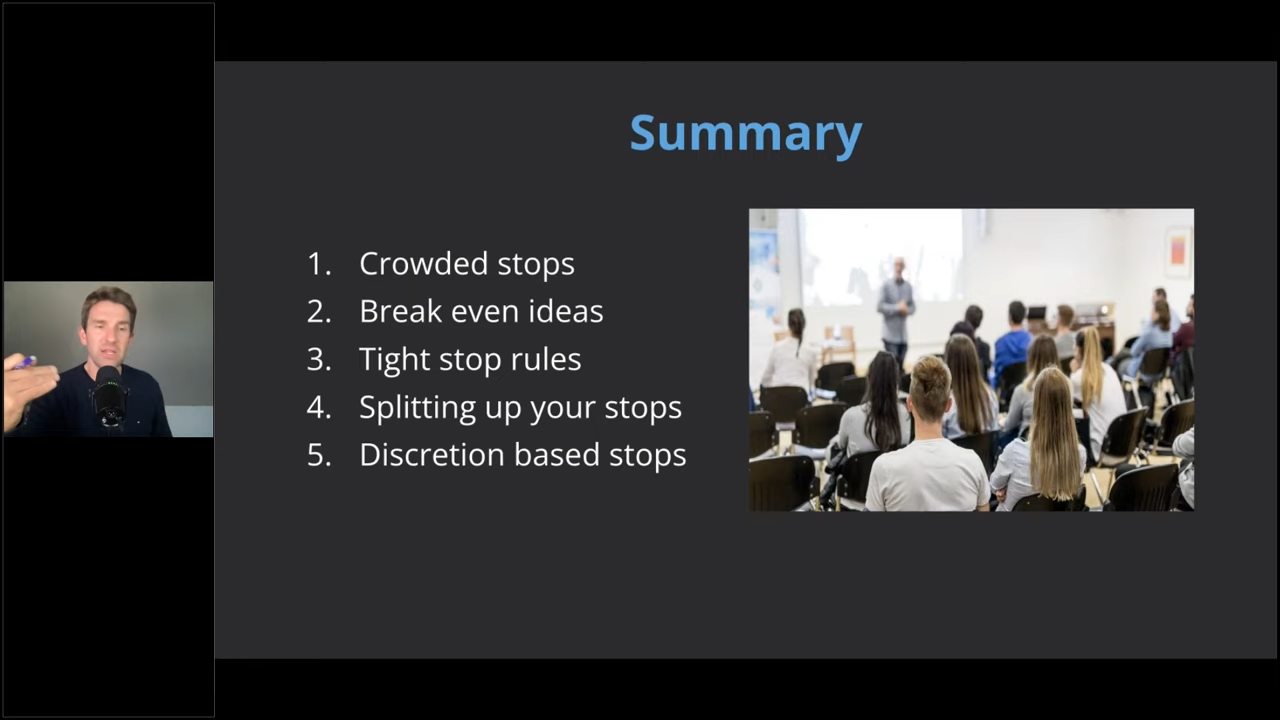 Summary
1. Crowded stops
2. Break even ideas
3. Tight stop rules
4. Splitting up your stops
5. Discretion based stops